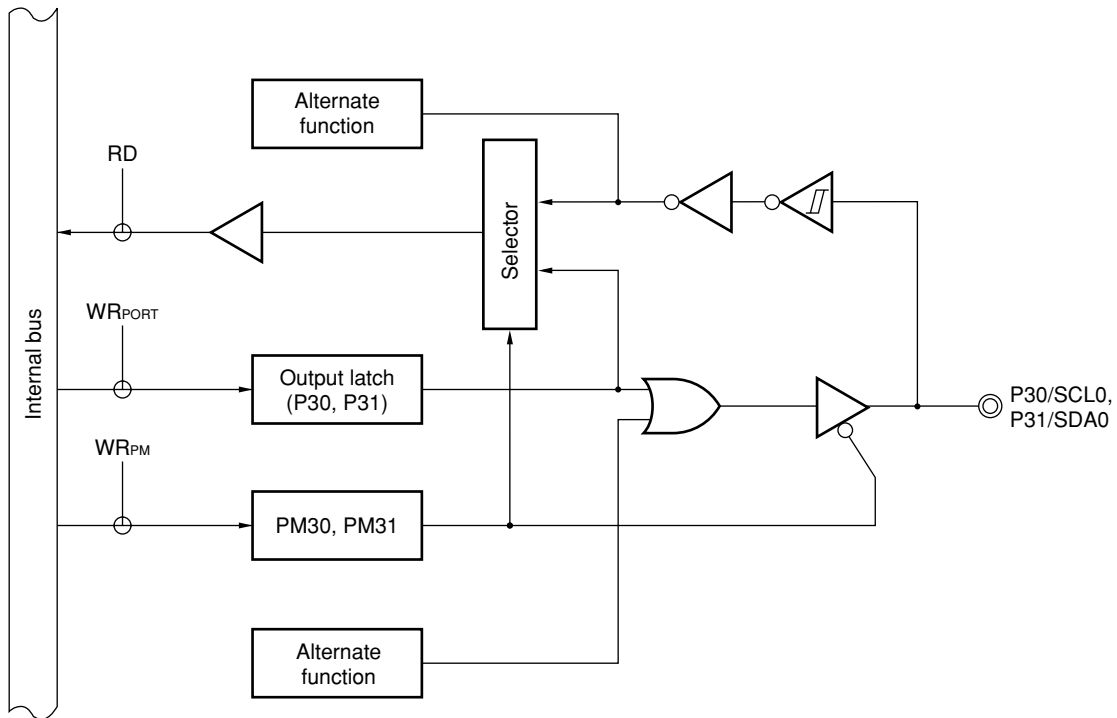 Alternate
function
RD
Selector
WRPORT
Internal bus
Output latch
(P30, P31)
P30/SCL0,
P31/SDA0
WRPM
PM30, PM31
Alternate
function